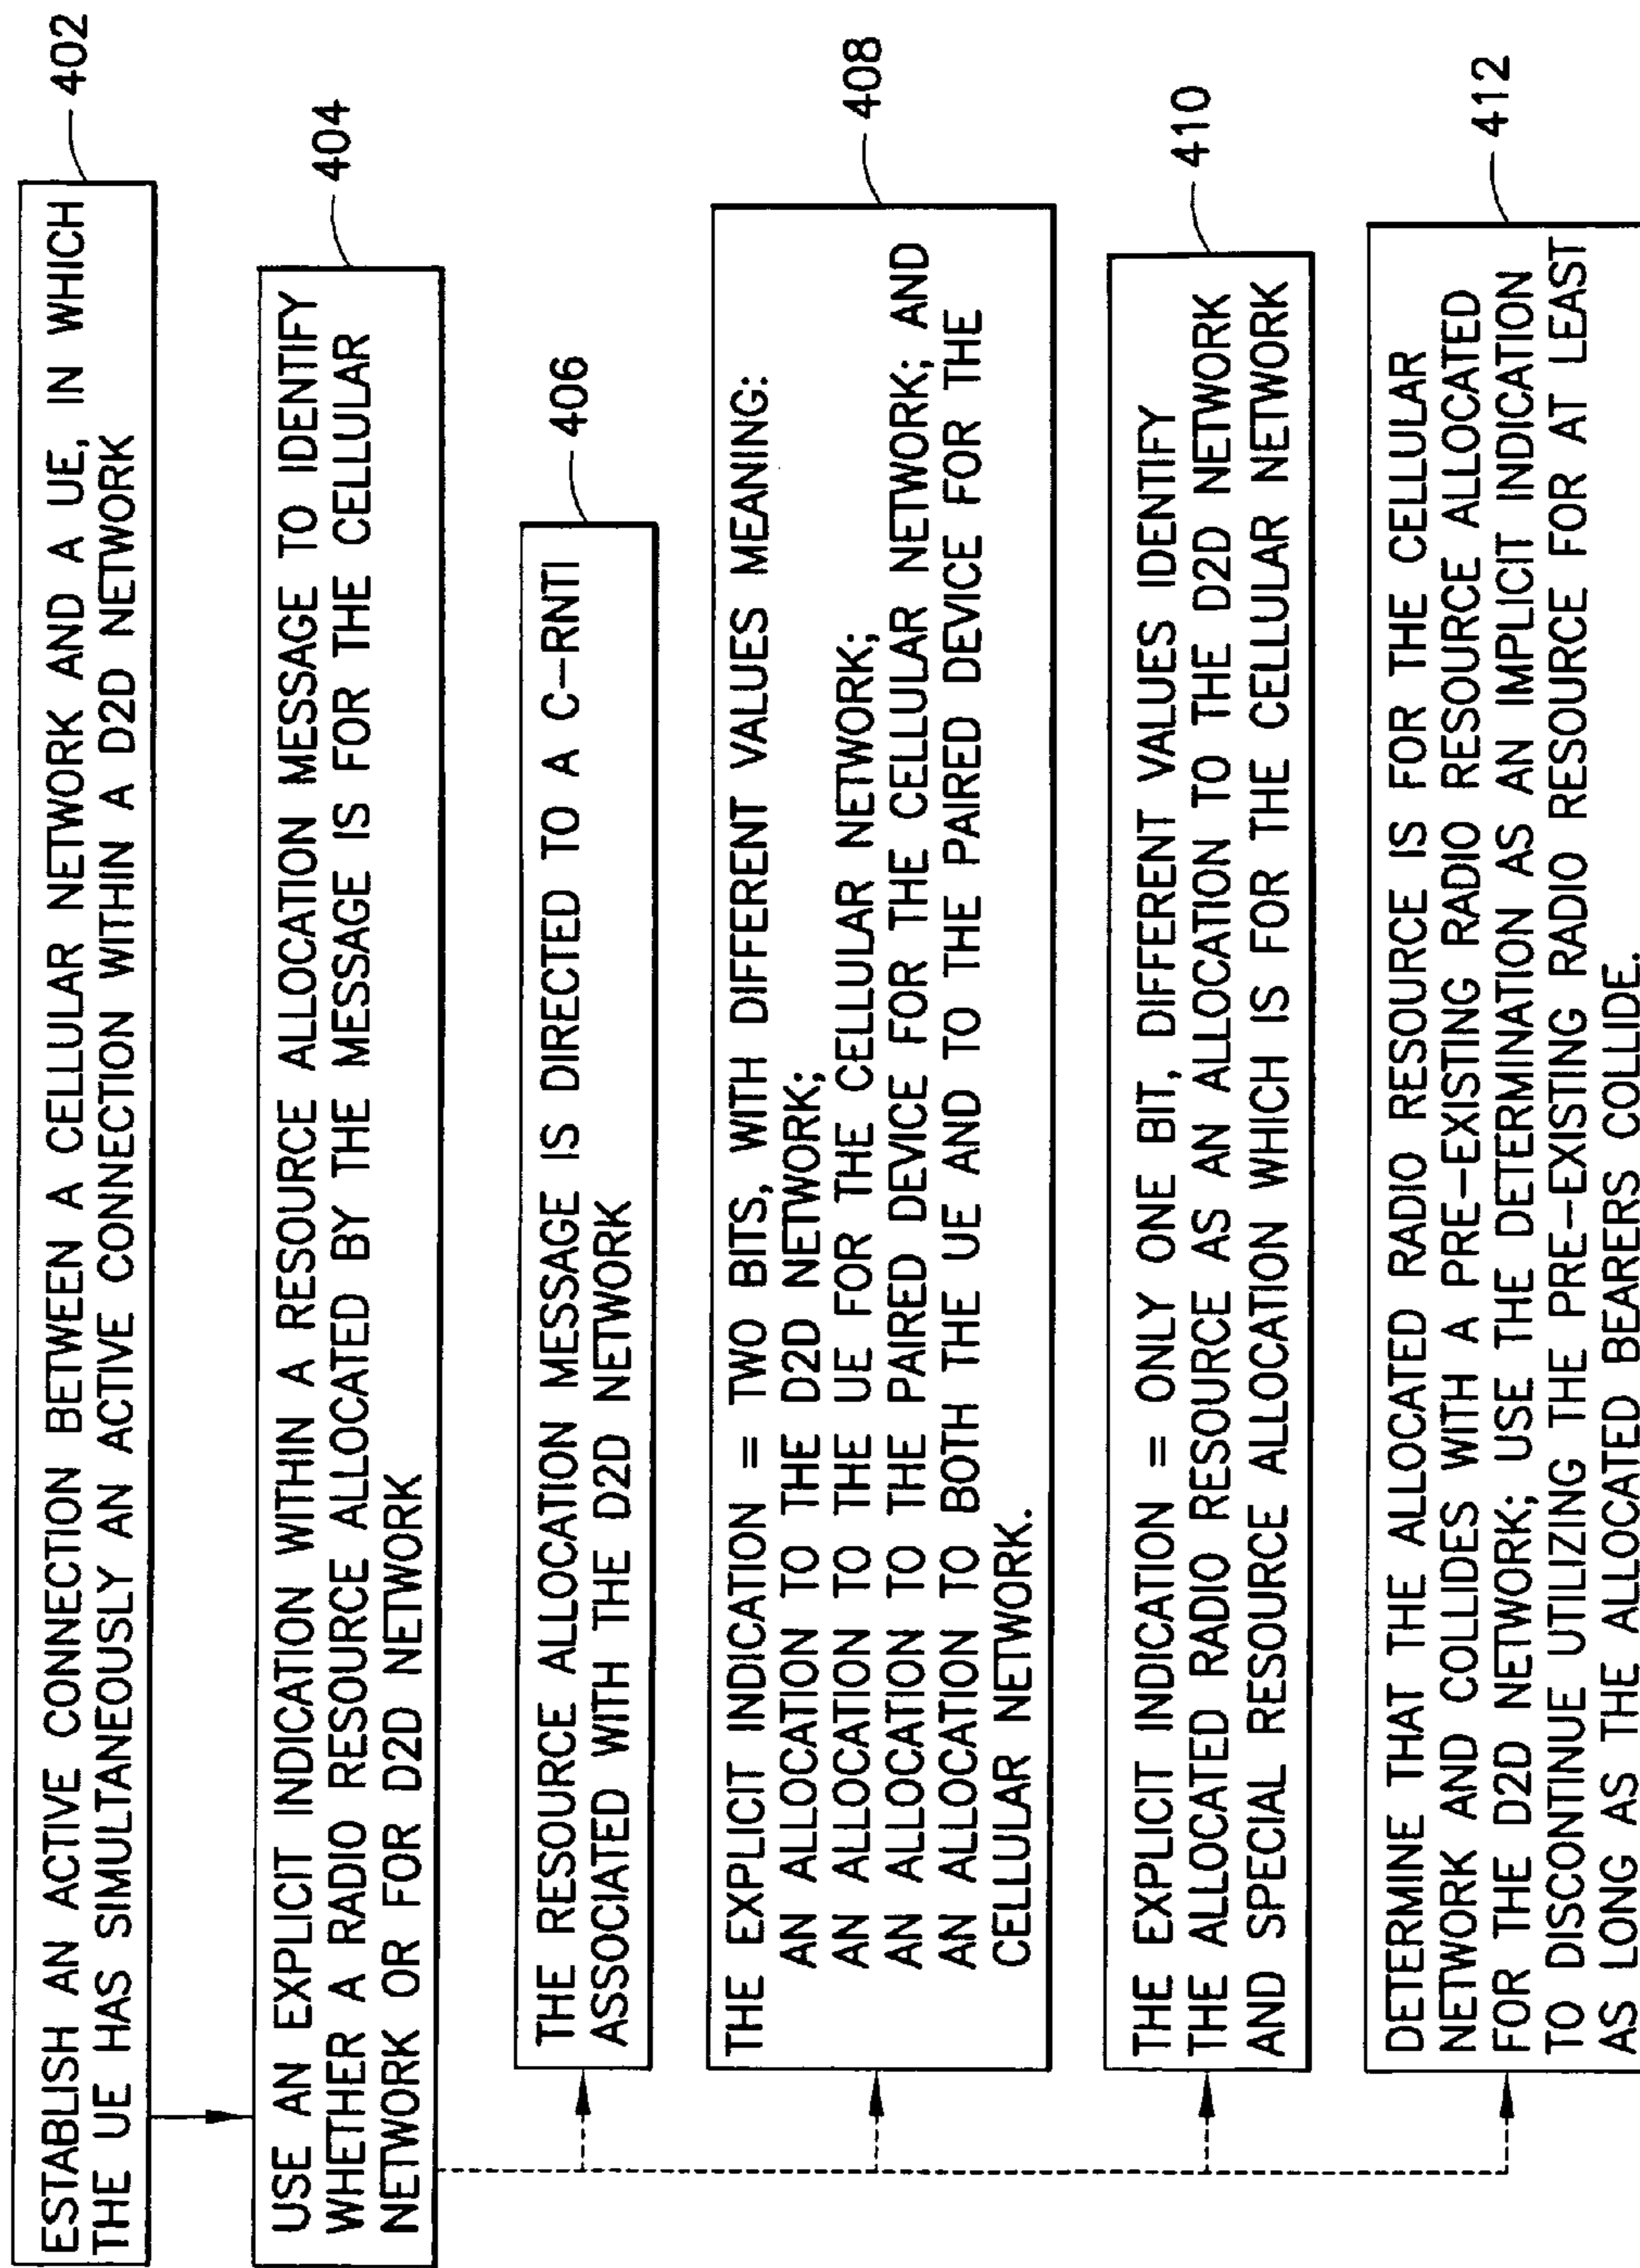 ESTABLISH AN ACTIVE CONNECTION BETWEEN A CELLULAR NETWORK AND A UE, IN WHICH
THE UE HAS SIMULTANEOUSLY AN ACTIVE CONNECTION WITHIN A D2D NETWORK
402
USE AN EXPLICIT INDICATION WITHIN A RESOURCE ALLOCATION MESSAGE TO IDENTIFY
WHETHER A RADIO RESOURCE ALLOCATED BY THE MESSAGE IS FOR THE CELLULAR
NETWORK OR FOR D2D NETWORK
404
THE RESOURCE ALLOCATION MESSAGE IS DIRECTED TO A C-RNTI
ASSOCIATED WITH THE D2D NETWORK
406
THE EXPLICIT INDICATION = TWO BITS, WITH DIFFERENT VALUES MEANING:
AN ALLOCATION TO THE D2D NETWORK;
AN ALLOCATION TO THE UE FOR THE CELLULAR NETWORK;
AN ALLOCATION TO THE PAIRED DEVICE FOR THE CELLULAR NETWORK; AND
AN ALLOCATION TO BOTH THE UE AND TO THE PAIRED DEVICE FOR THE
CELLULAR NETWORK.
408
THE EXPLICIT INDICATION = ONLY ONE BIT, DIFFERENT VALUES IDENTIFY
THE ALLOCATED RADIO RESOURCE AS AN ALLOCATION TO THE D2D NETWORK
AND SPECIAL RESOURCE ALLOCATION WHICH IS FOR THE CELLULAR NETWORK
410
DETERMINE THAT THE ALLOCATED RADIO RESOURCE IS FOR THE CELLULAR
NETWORK AND COLLIDES WITH A PRE-EXISTING RADIO RESOURCE ALLOCATED
FOR THE D2D NETWORK; USE THE DETERMINATION AS AN IMPLICIT INDICATION
TO DISCONTINUE UTILIZING THE PRE-EXISTING RADIO RESOURCE FOR AT LEAST
AS LONG AS THE ALLOCATED BEARERS COLLIDE.
412